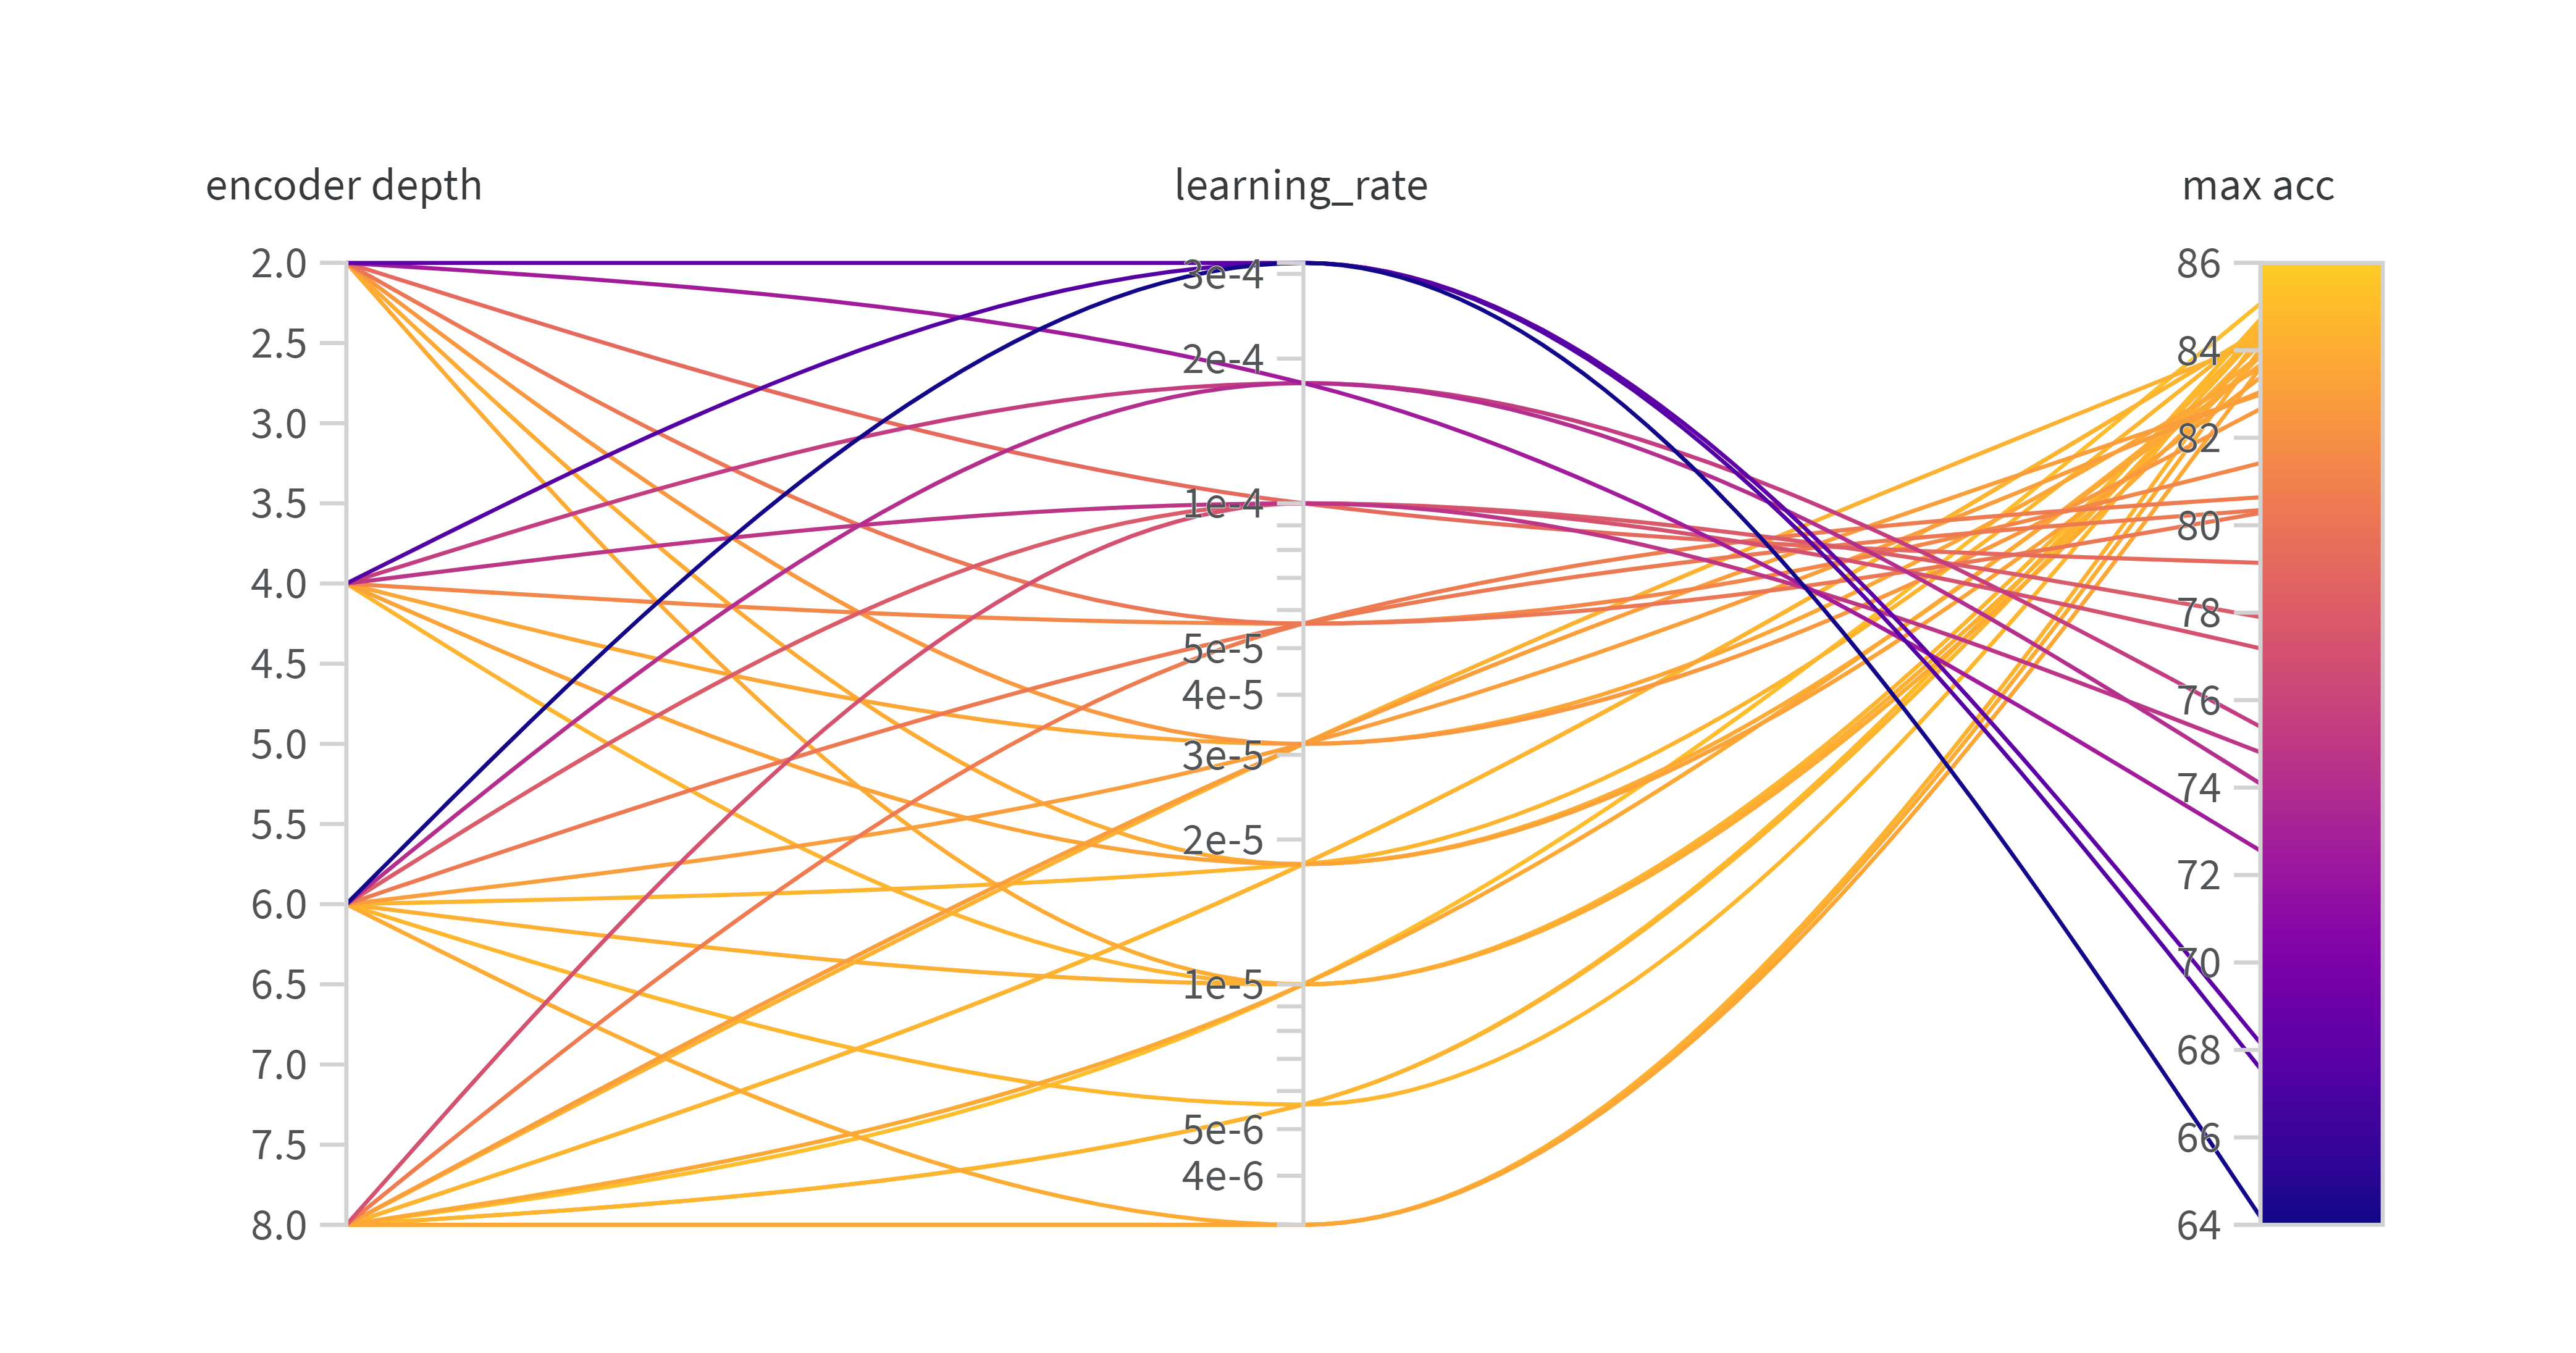 encoder depth
learning_rate
max acc
2.0
2.5
3.0
3.5
4.0
4.5
5.0
5.5
6.0
6.5
7.0
7.5
8.0
3e-4
2e-4
1e-4
5e-5
4e-5
3e-5
2e-5
1e-5
5e-6
4e-6
86
84
82
80
78
76
74
72
70
68
66
64